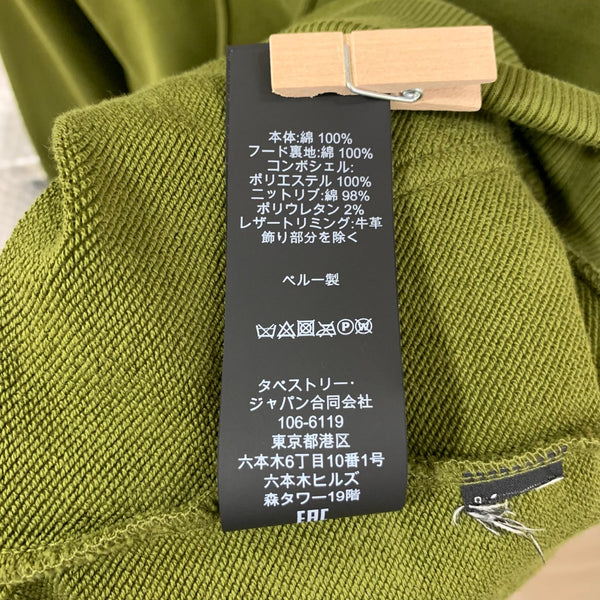 本体:綿 100%
フード裏地:綿 100%
コンポシェル:
ポリエステル 100%
ニットリブ:綿 98%
ポリウレタン 2%
レザートリミング:牛革
飾り部分を除く
ペルー製
P W
タペストリー・
ジャパン合同会社
106-6119
東京都港区
六本木6丁目10番1号
六本木ヒルズ
森タワー19階
EAC